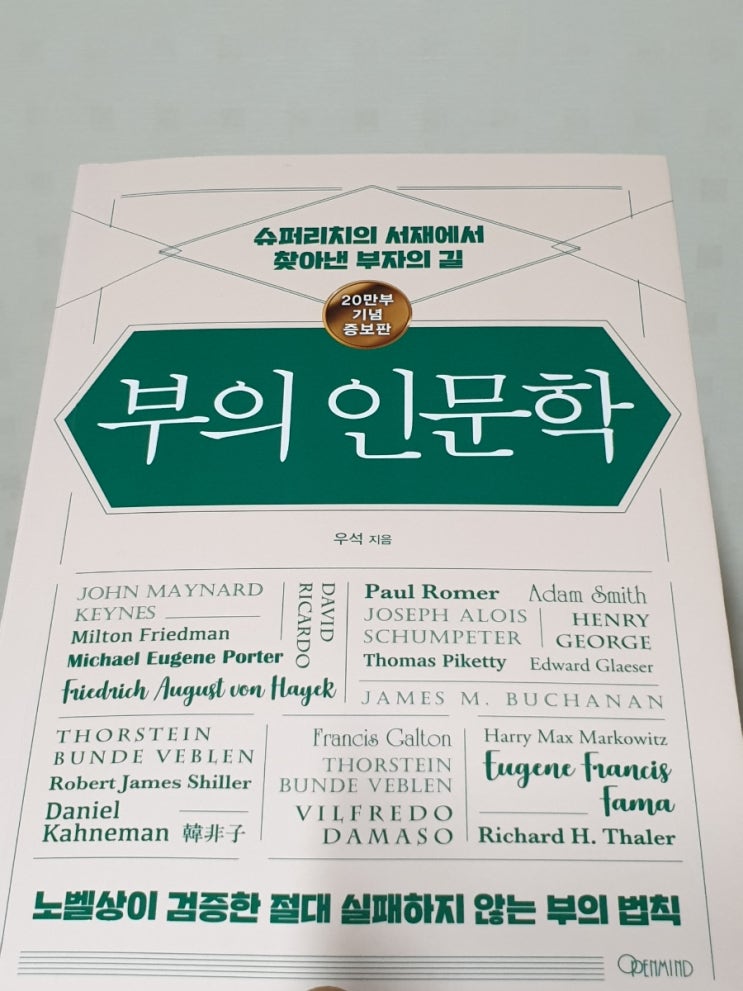 슈퍼리치의 서재에서
찾아낸 부자의 길
20만부
기념
증보판
부의 인문학
우석 지음
JOHN MAYNARD
KEYNES
Milton Friedman
Michael Eugene Porter
Friedrich August von Hayek
DAVID
RICARDO
Paul Romer
Adam Smith
JOSEPH ALOIS
SCHUMPETER
HENRY
GEORGE
Thomas Piketty
Edward Glaeser
JAMES M. BUCHANAN
THORSTEIN
BUNDE VEBLEN
Robert James Shiller
Daniel
Kahneman
韓非子
Francis Galton
THORSTEIN
BUNDE VEBLEN
VILFREDO
DAMASO
Harry Max Markowitz
Eugene Francis
Fama
Richard H. Thaler
노벨상이 검증한 절대 실패하지 않는 부의 법칙
OPENMIND